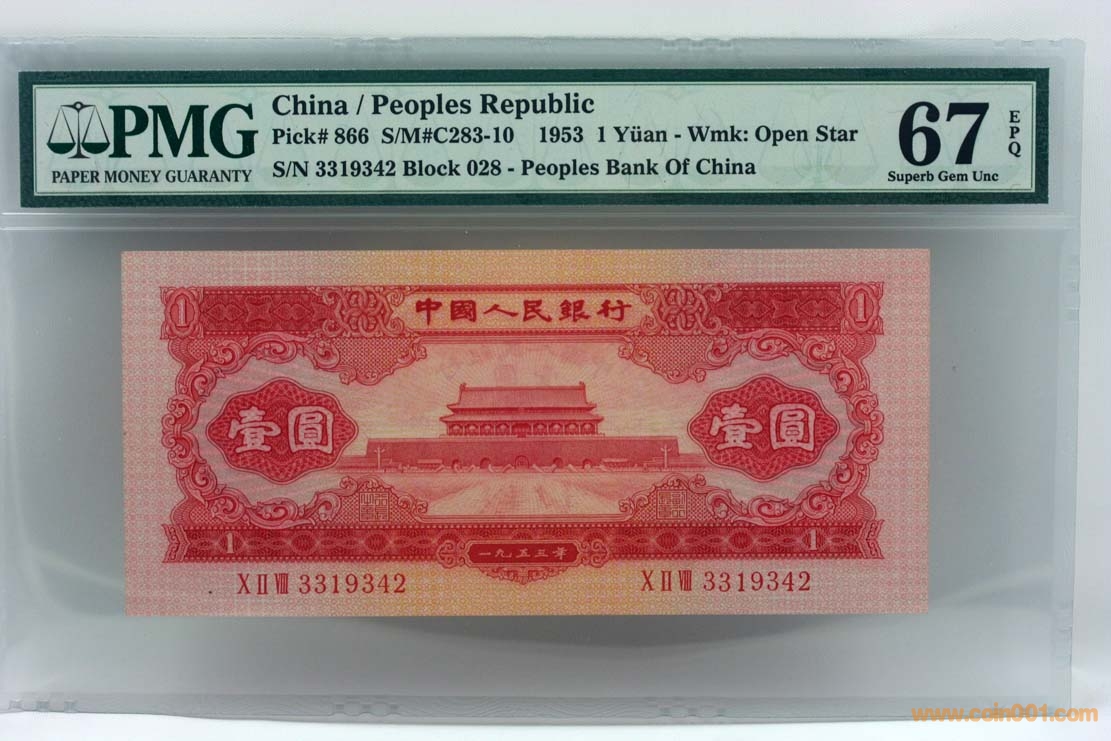 PMG
PAPER MONEY GUARANTY
China / Peoples Republic
Pick# 866 S/M#C283-10 1953 1 Yüan - Wmk: Open Star
S/N 3319342 Block 028 - Peoples Bank Of China
67
EPQ
Superb Gem Unc
1
中國人民銀行
1
壹圓
壹圓
1
一九五三年
1
X II VIII 3319342
X II VIII 3319342
www.coin001.com